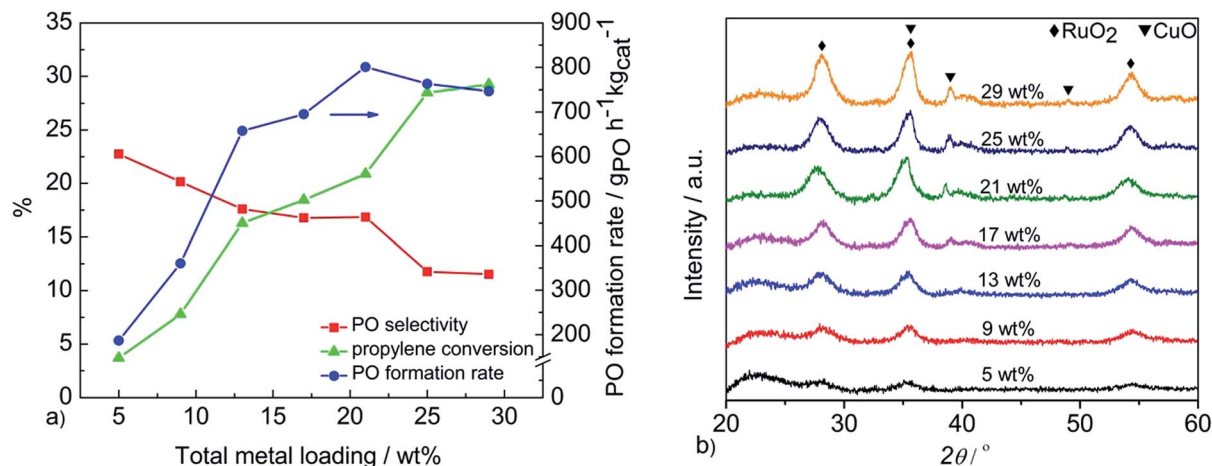 35
30
25
20
15
10
5
0
%
900
800
700
600
500
400
300
200
0
PO formation rate / gPO h⁻¹kgcat⁻¹
PO selectivity
propylene conversion
PO formation rate
5 10 15 20 25 30
a)
Total metal loading / wt%
RuO₂ CuO
29 wt%
25 wt%
21 wt%
17 wt%
13 wt%
9 wt%
5 wt%
Intensity / a.u.
20 30 40 50 60
b)
2θ / °